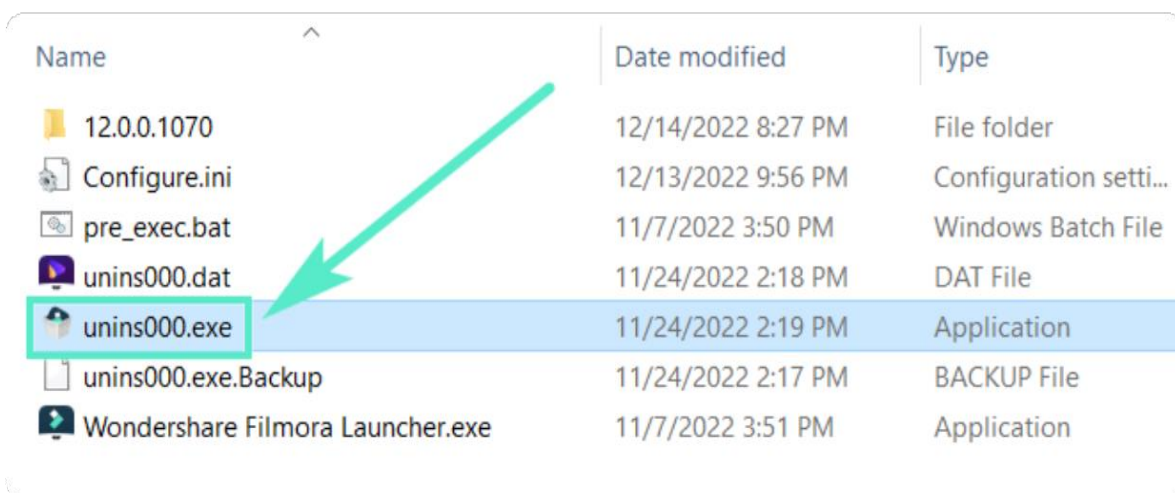 Name Date modified Type
12.0.0.1070 12/14/2022 8:27 PM File folder
Configure.ini 12/13/2022 9:56 PM Configuration setti...
pre_exec.bat 11/7/2022 3:50 PM Windows Batch File
unins000.dat 11/24/2022 2:18 PM DAT File
unins000.exe 11/24/2022 2:19 PM Application
unins000.exe.Backup 11/24/2022 2:17 PM BACKUP File
Wondershare Filmora Launcher.exe 11/7/2022 3:51 PM Application